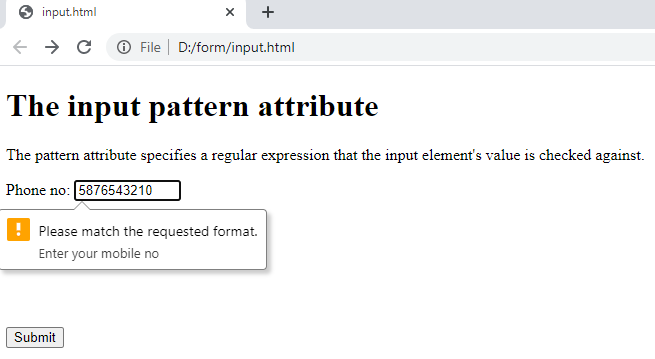 input.html
File | D:/form/input.html
The input pattern attribute
The pattern attribute specifies a regular expression that the input element's value is checked against.
Phone no: 5876543210
Please match the requested format.
Enter your mobile no
Submit